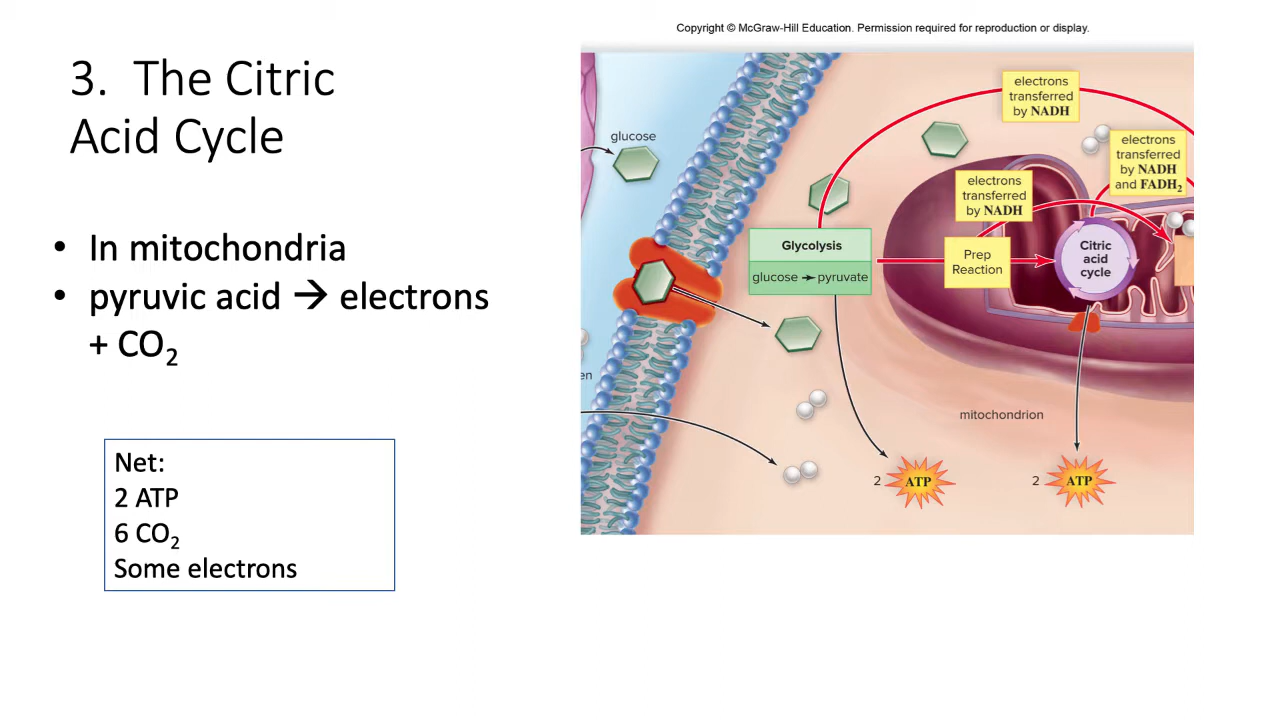 Copyright © McGraw-Hill Education. Permission required for reproduction or display.
3. The Citric
Acid Cycle
• In mitochondria
• pyruvic acid → electrons
+ CO₂
Net:
2 ATP
6 CO₂
Some electrons
glucose
electrons
transferred
by NADH
electrons
transferred
by NADH
and FADH₂
electrons
transferred
by NADH
Glycolysis
glucose → pyruvate
Prep
Reaction
Citric
acid
cycle
en
mitochondrion
2 ATP
2 ATP